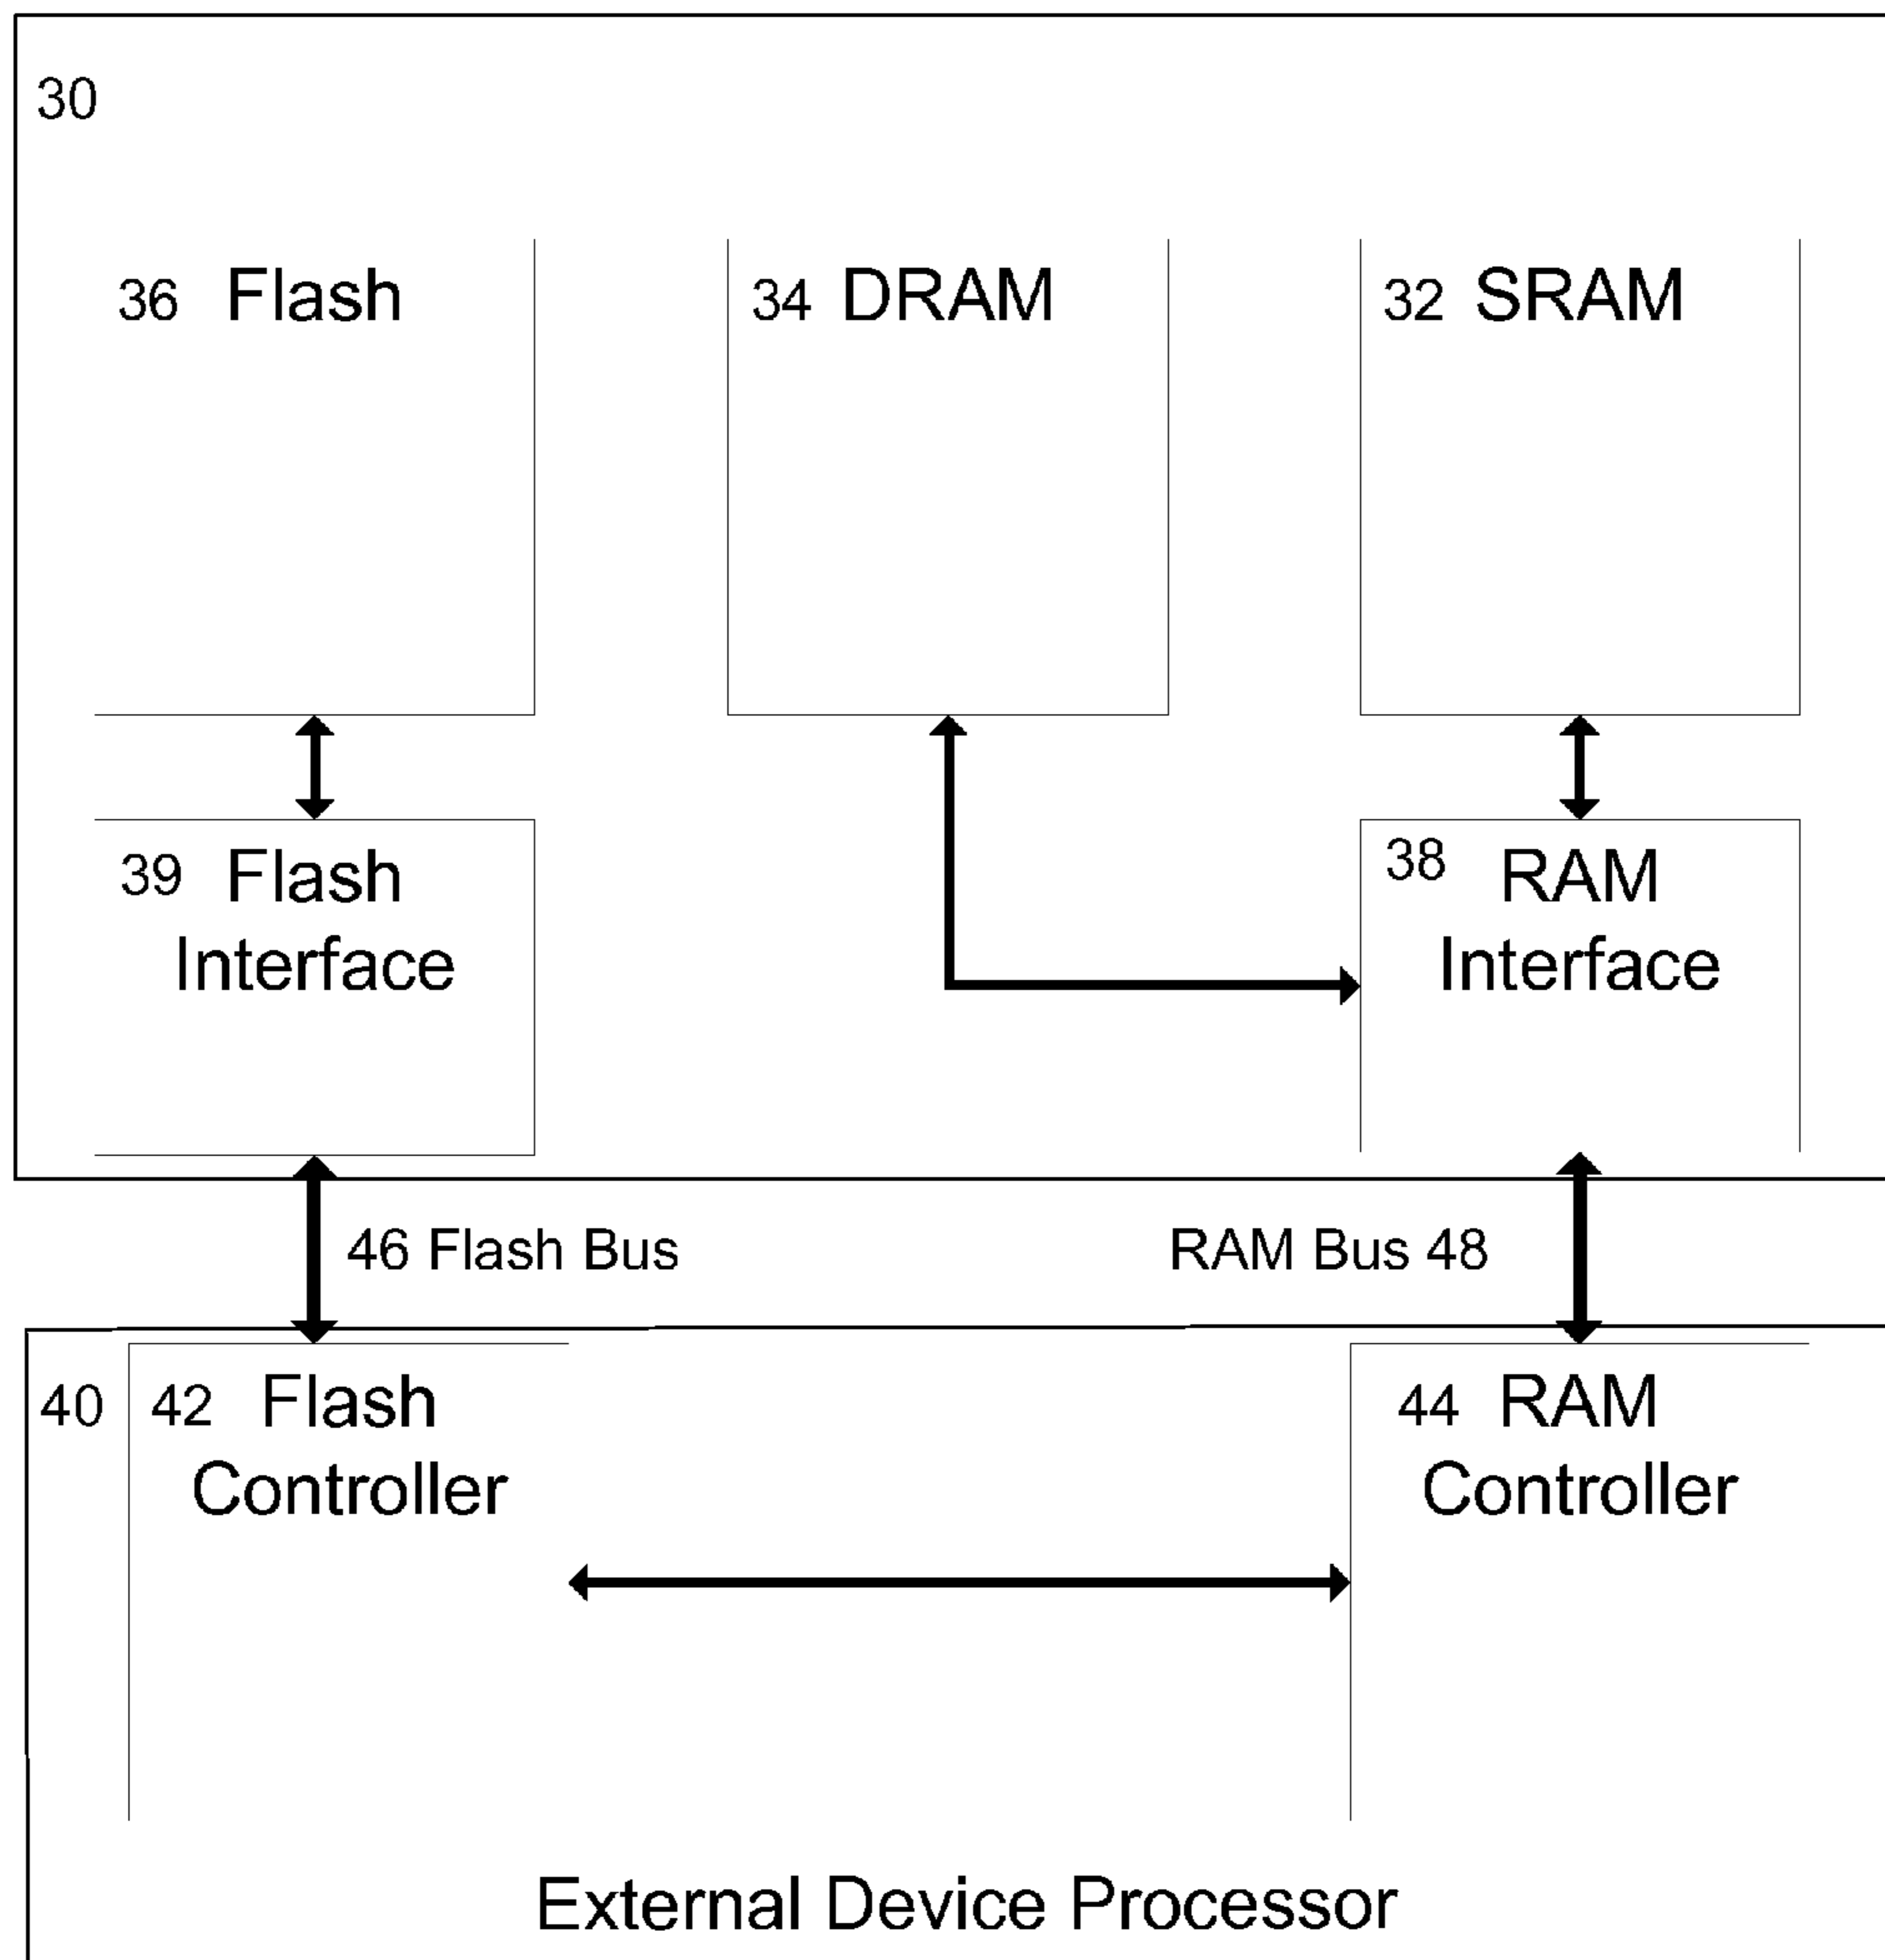 30
36 Flash
34 DRAM
32 SRAM
39 Flash
Interface
38 RAM
Interface
46 Flash Bus
RAM Bus 48
40
42 Flash
Controller
44 RAM
Controller
External Device Processor